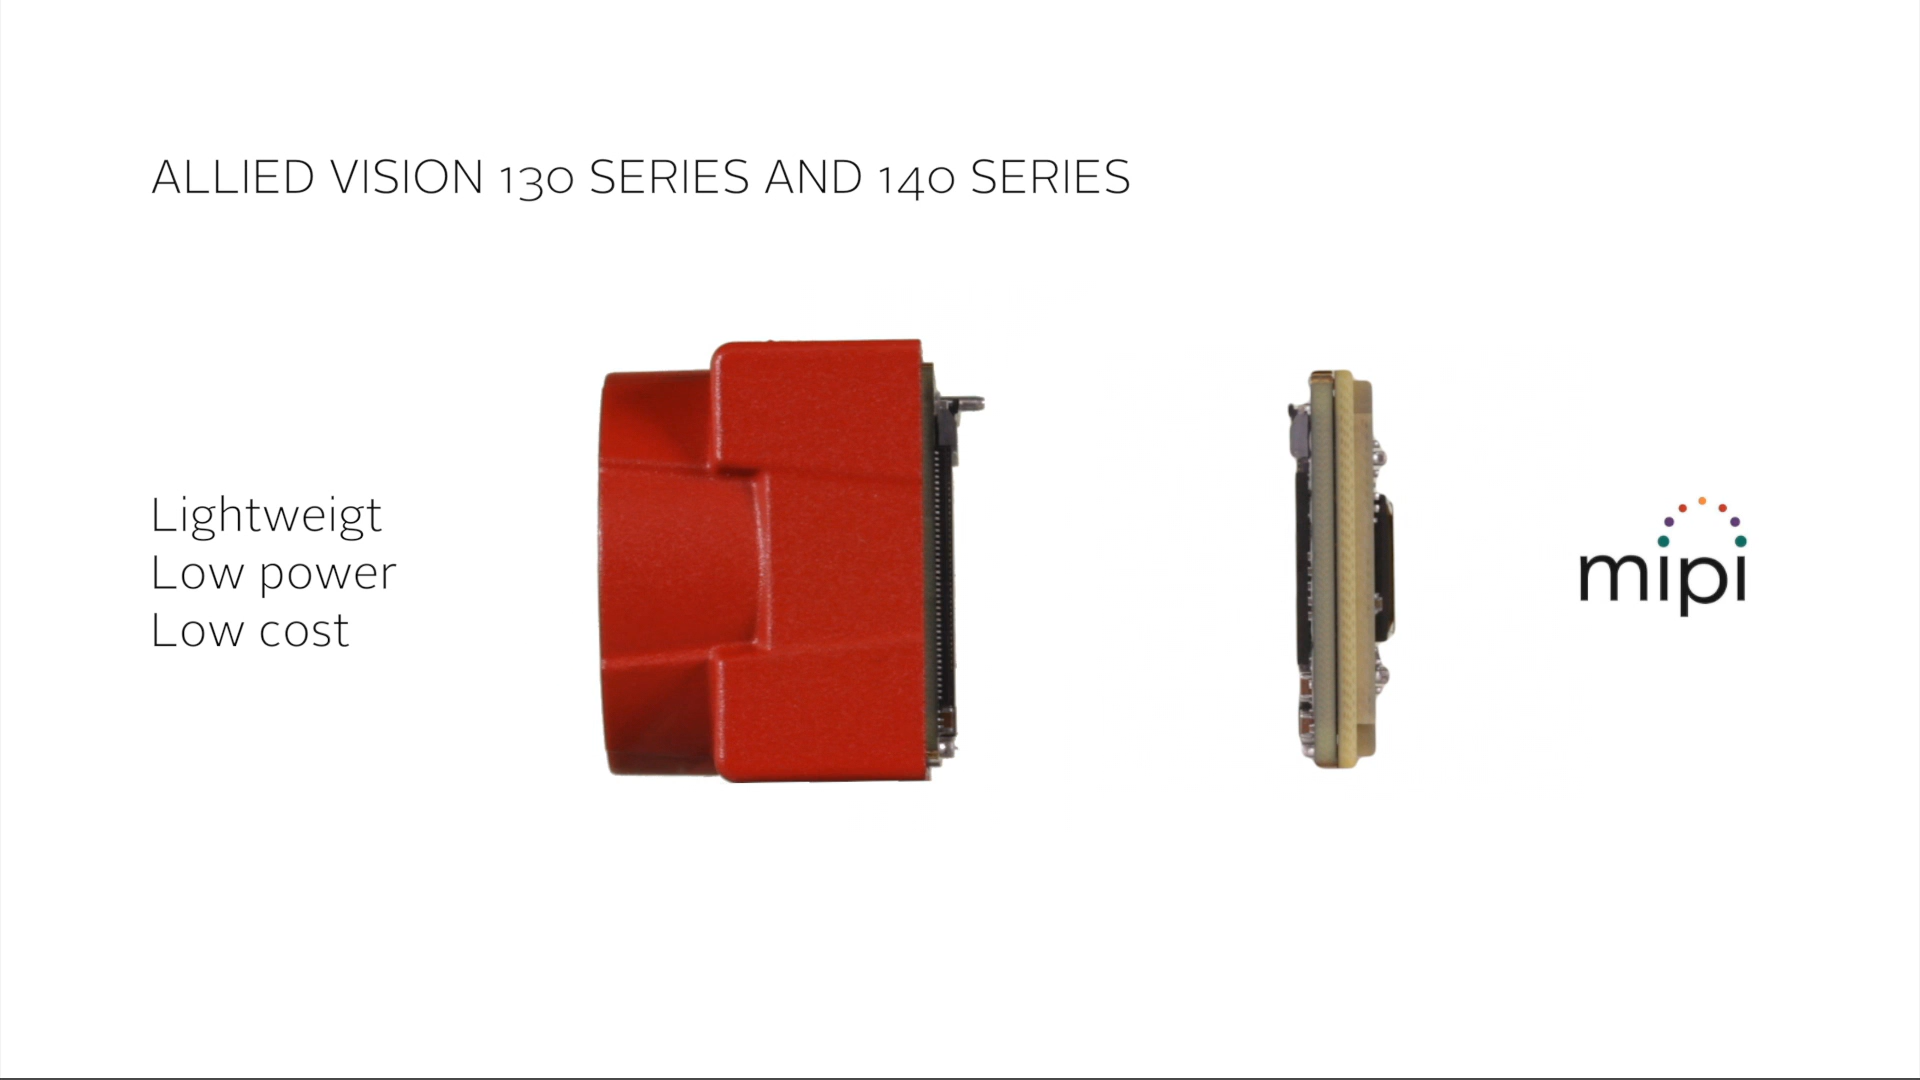 ALLIED VISION 130 SERIES AND 140 SERIES
Lightweigt
Low power
Low cost
mipi